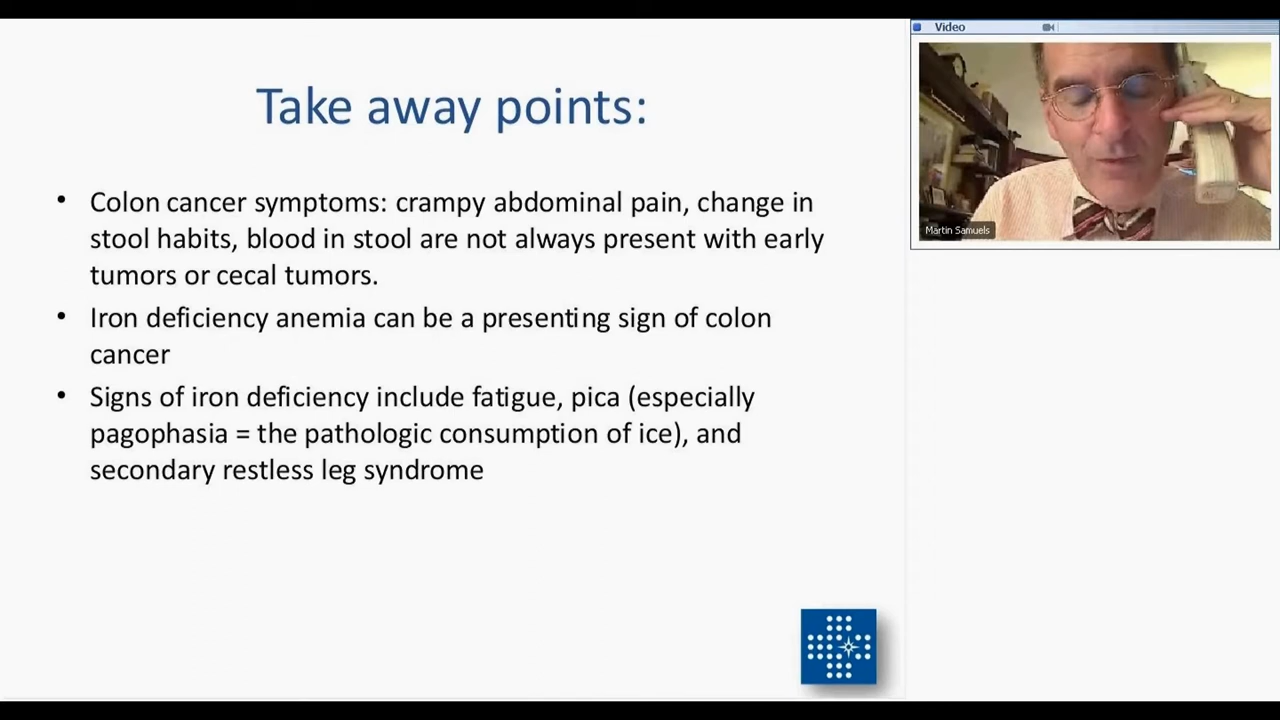 Take away points:
• Colon cancer symptoms: crampy abdominal pain, change in
stool habits, blood in stool are not always present with early
tumors or cecal tumors.
• Iron deficiency anemia can be a presenting sign of colon
cancer
• Signs of iron deficiency include fatigue, pica (especially
pagophasia = the pathologic consumption of ice), and
secondary restless leg syndrome
Video
Martin Samuels